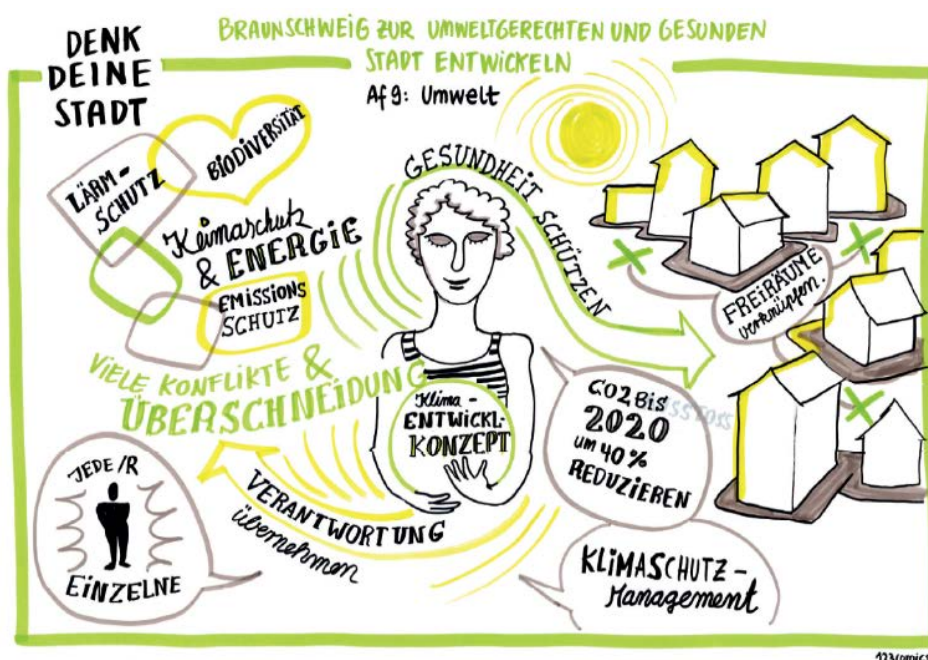 DENK
DEINE
STADT
BRAUNSCHWEIG ZUR UMWELTGERECHTEN UND GESUNDEN
STADT ENTWICKELN
Af 9: Umwelt
LÄRM-
SCHUTZ
BIODIVERSITÄT
Klimaschutz
& ENERGIE
EMISSIONS
SCHUTZ
VIELE KONFLIKTE &
ÜBERSCHNEIDUNG
GESUNDHEIT SCHÜTZEN
FREIRÄUME
verknüpfen.
Klima-
ENTWICKL.
KONZEPT
CO2 BIS
2020
um 40%
REDUZIEREN
JEDE/R
EINZELNE
VERANTWORTUNG
übernehmen
KLIMASCHUTZ-
Management
123comics